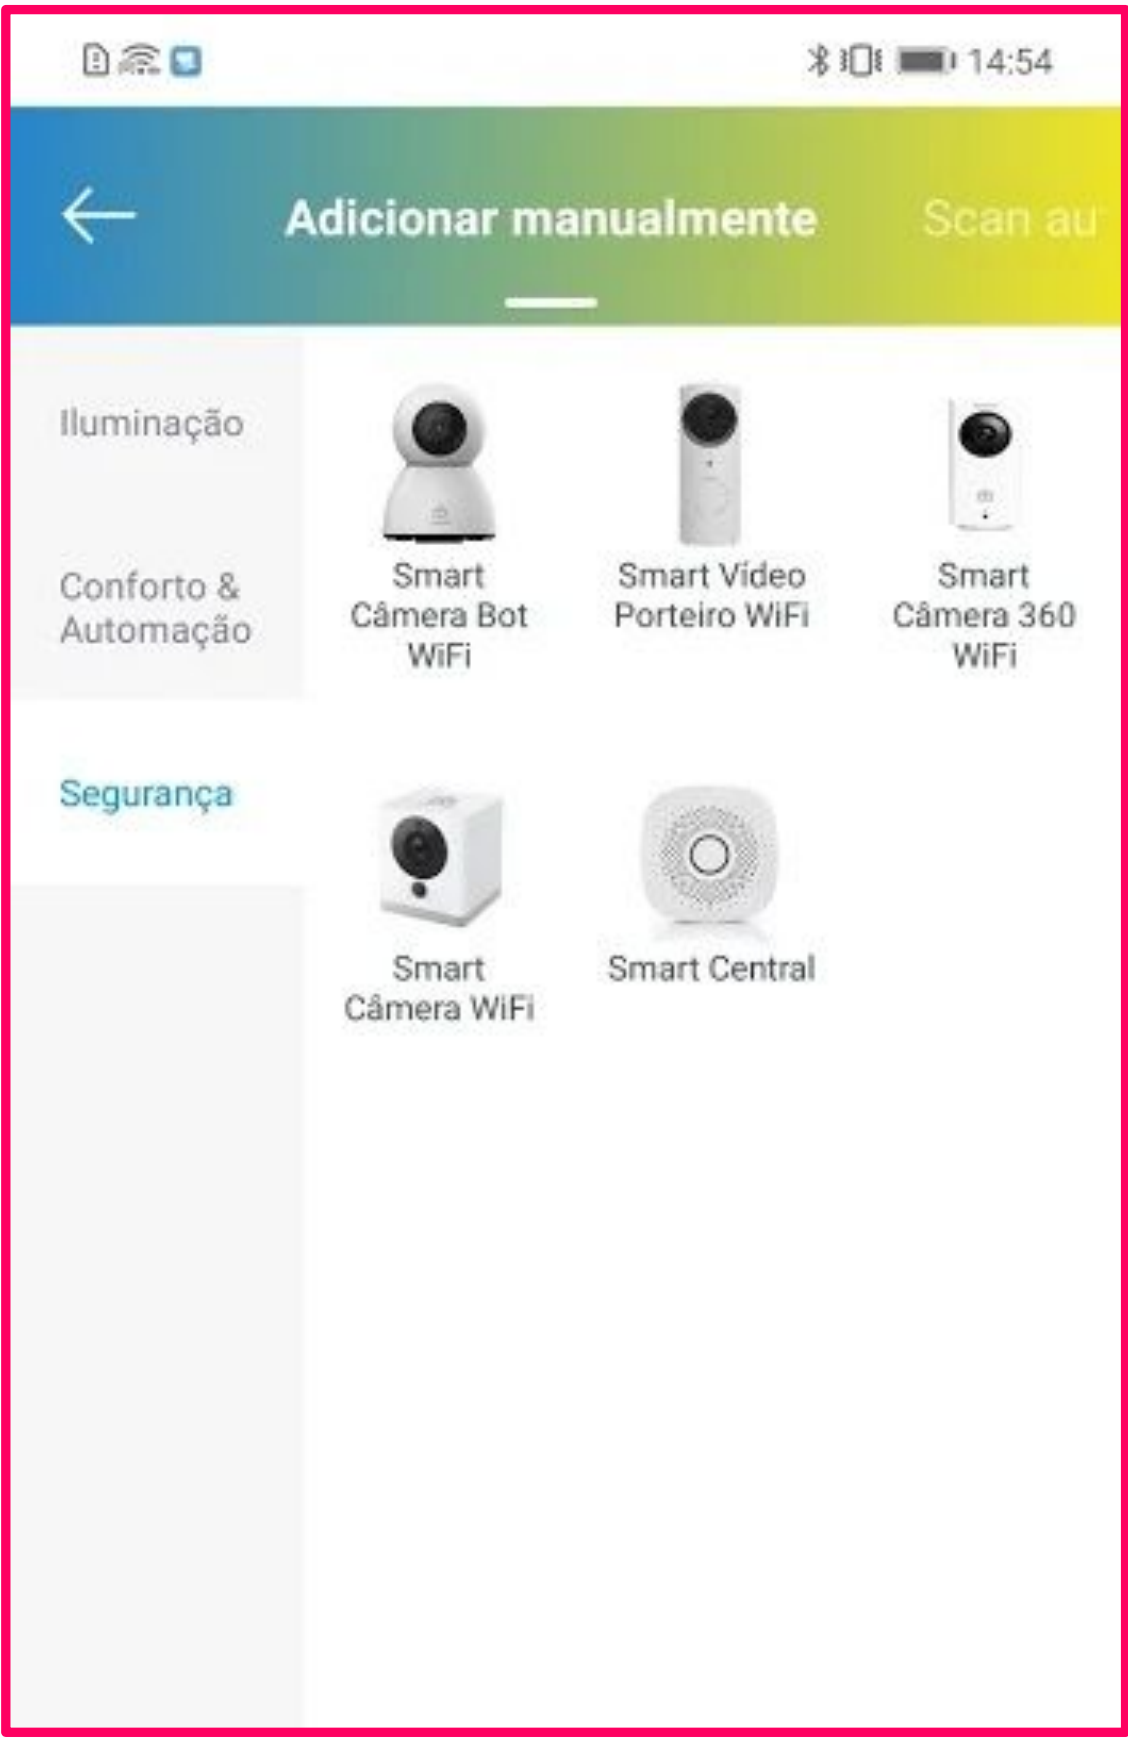 14:54
Adicionar manualmente
Scan au
Iluminação
Conforto &
Automação
Segurança
Smart
Câmera Bot
WiFi
Smart Video
Porteiro WiFi
Smart
Câmera 360
WiFi
Smart
Câmera WiFi
Smart Central